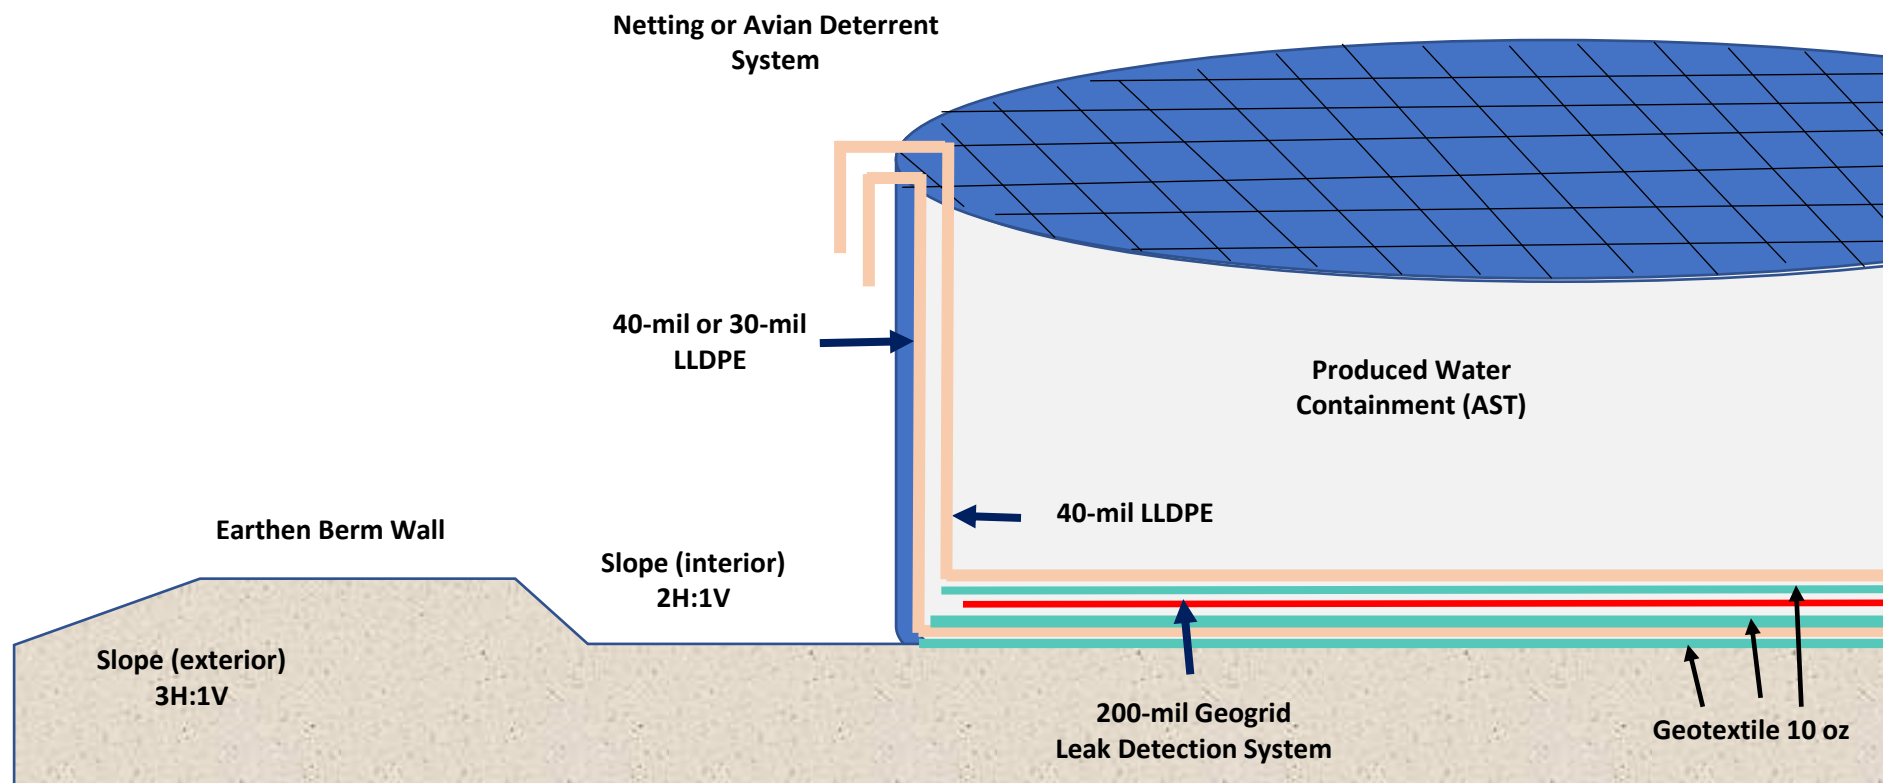 Netting or Avian Deterrent
System
40-mil or 30-mil
LLDPE
Produced Water
Containment (AST)
40-mil LLDPE
Earthen Berm Wall
Slope (interior)
2H:1V
Slope (exterior)
3H:1V
200-mil Geogrid
Leak Detection System
Geotextile 10 oz